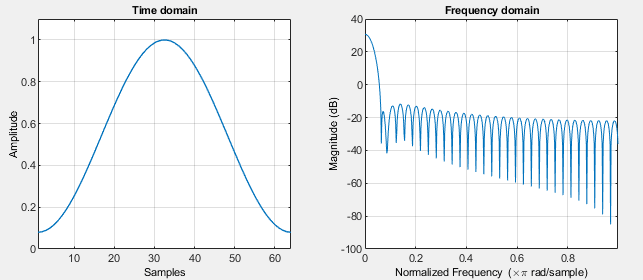 Time domain
Amplitude
1
0.8
0.6
0.4
0.2
0
10 20 30 40 50 60
Samples
Frequency domain
Magnitude (dB)
40
20
0
-20
-40
-60
-80
-100
0 0.2 0.4 0.6 0.8
Normalized Frequency (×π rad/sample)